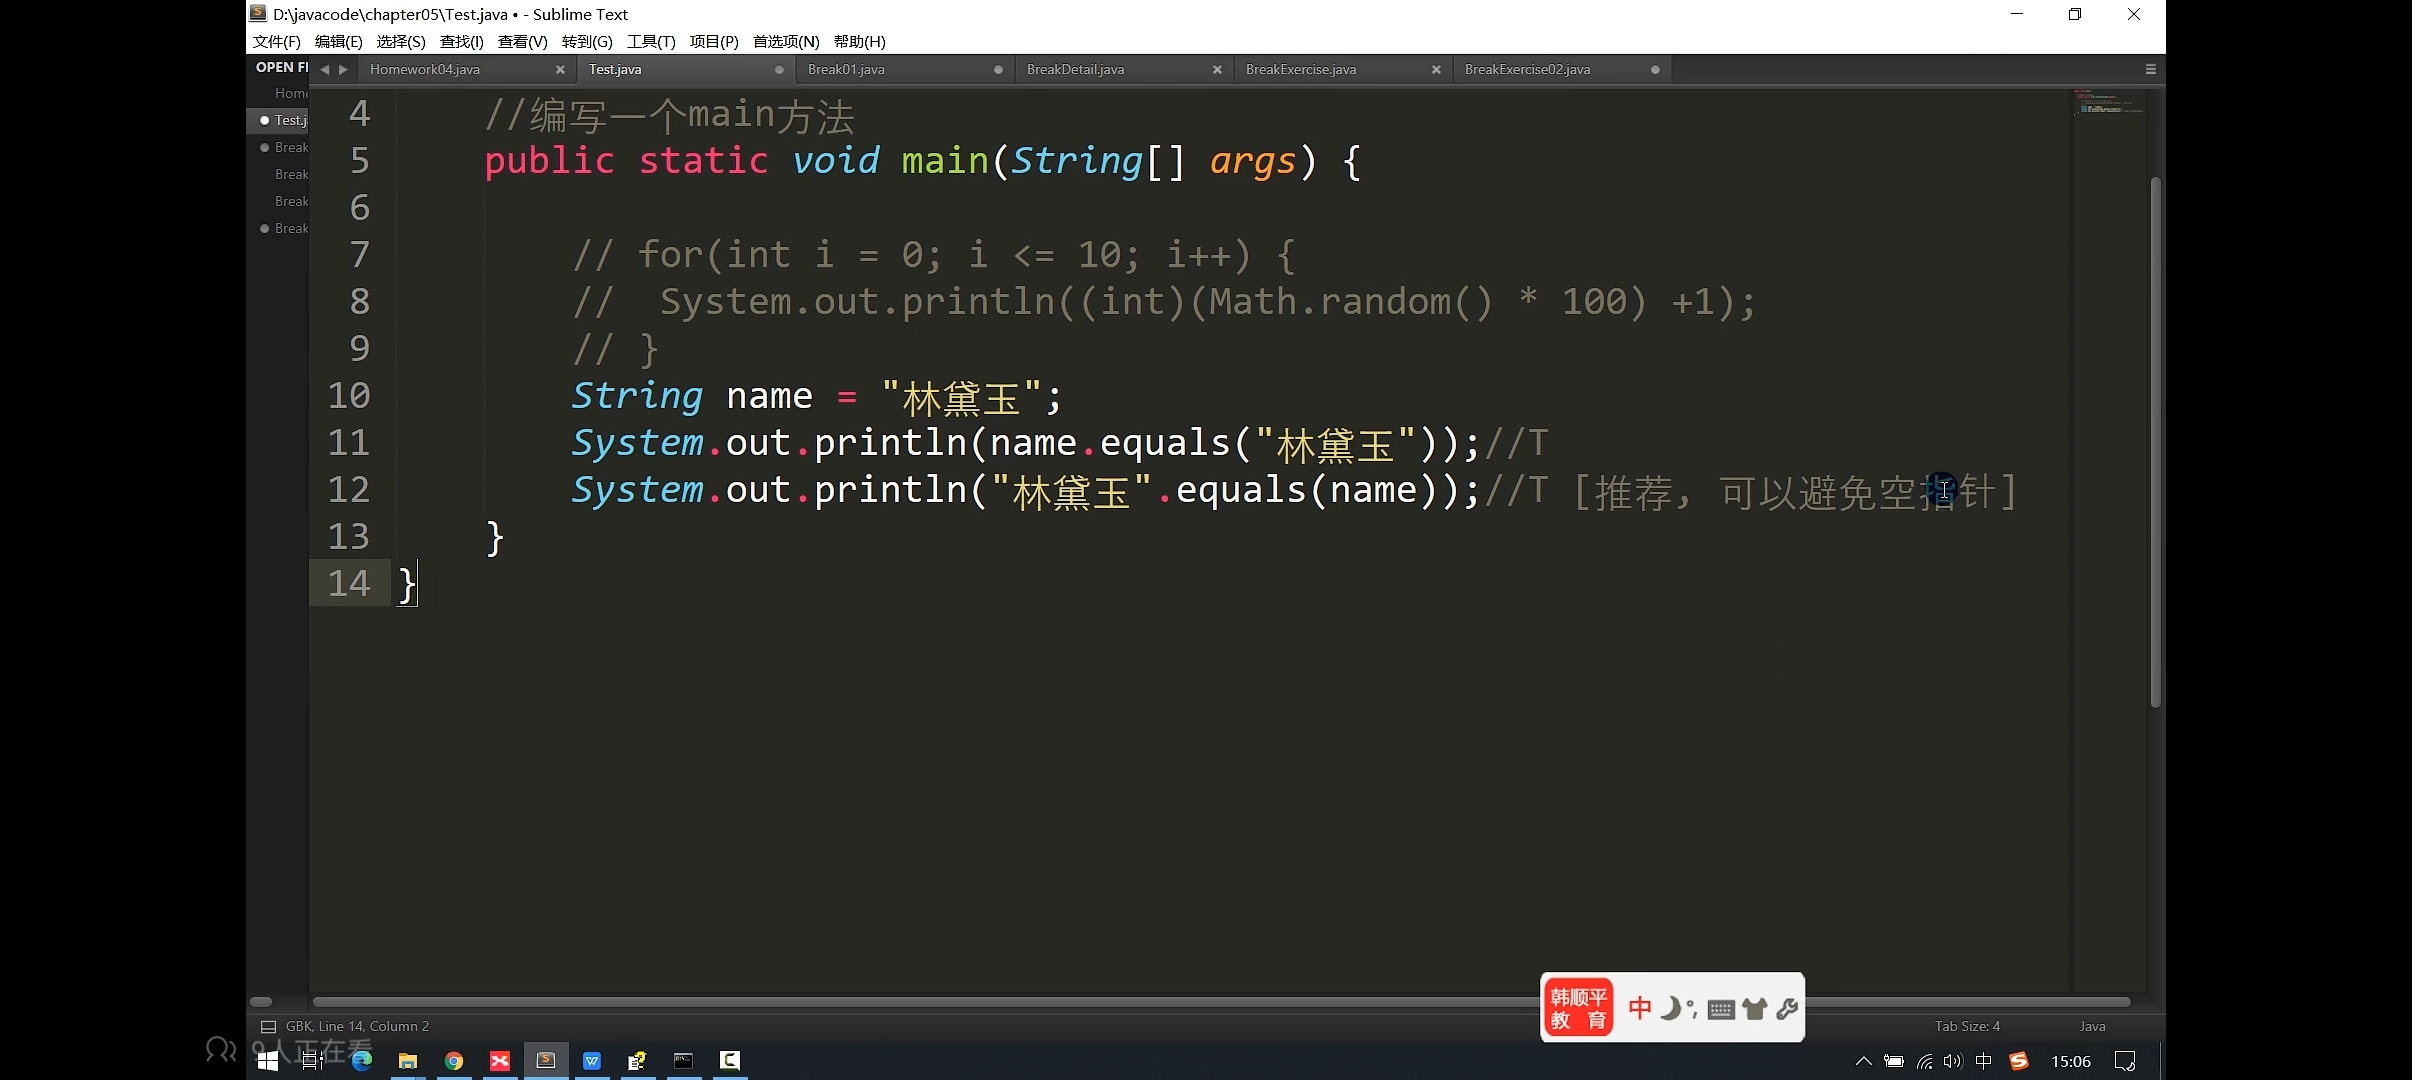 D:\javacode\chapter05\Test.java • - Sublime Text
文件(F) 编辑(E) 选择(S) 查找(I) 查看(V) 转到(G) 工具(T) 项目(P) 首选项(N) 帮助(H)
OPEN FI
Homework04.java Test.java Break01.java BreakDetail.java BreakExercise.java BreakExercise02.java
Home
Test.j
Break
Break
Break
Break
4 //编写一个main方法
5 public static void main(String[] args) {
6
7 // for(int i = 0; i <= 10; i++) {
8 //  System.out.println((int)(Math.random() * 100) +1);
9 // }
10 String name = "林黛玉";
11 System.out.println(name.equals("林黛玉"));//T
12 System.out.println("林黛玉".equals(name));//T [推荐, 可以避免空指针]
13 }
14 }
韩顺平
教 育
中
GBK, Line 14, Column 2
Tab Size: 4
Java
9人正在看
中
15:06